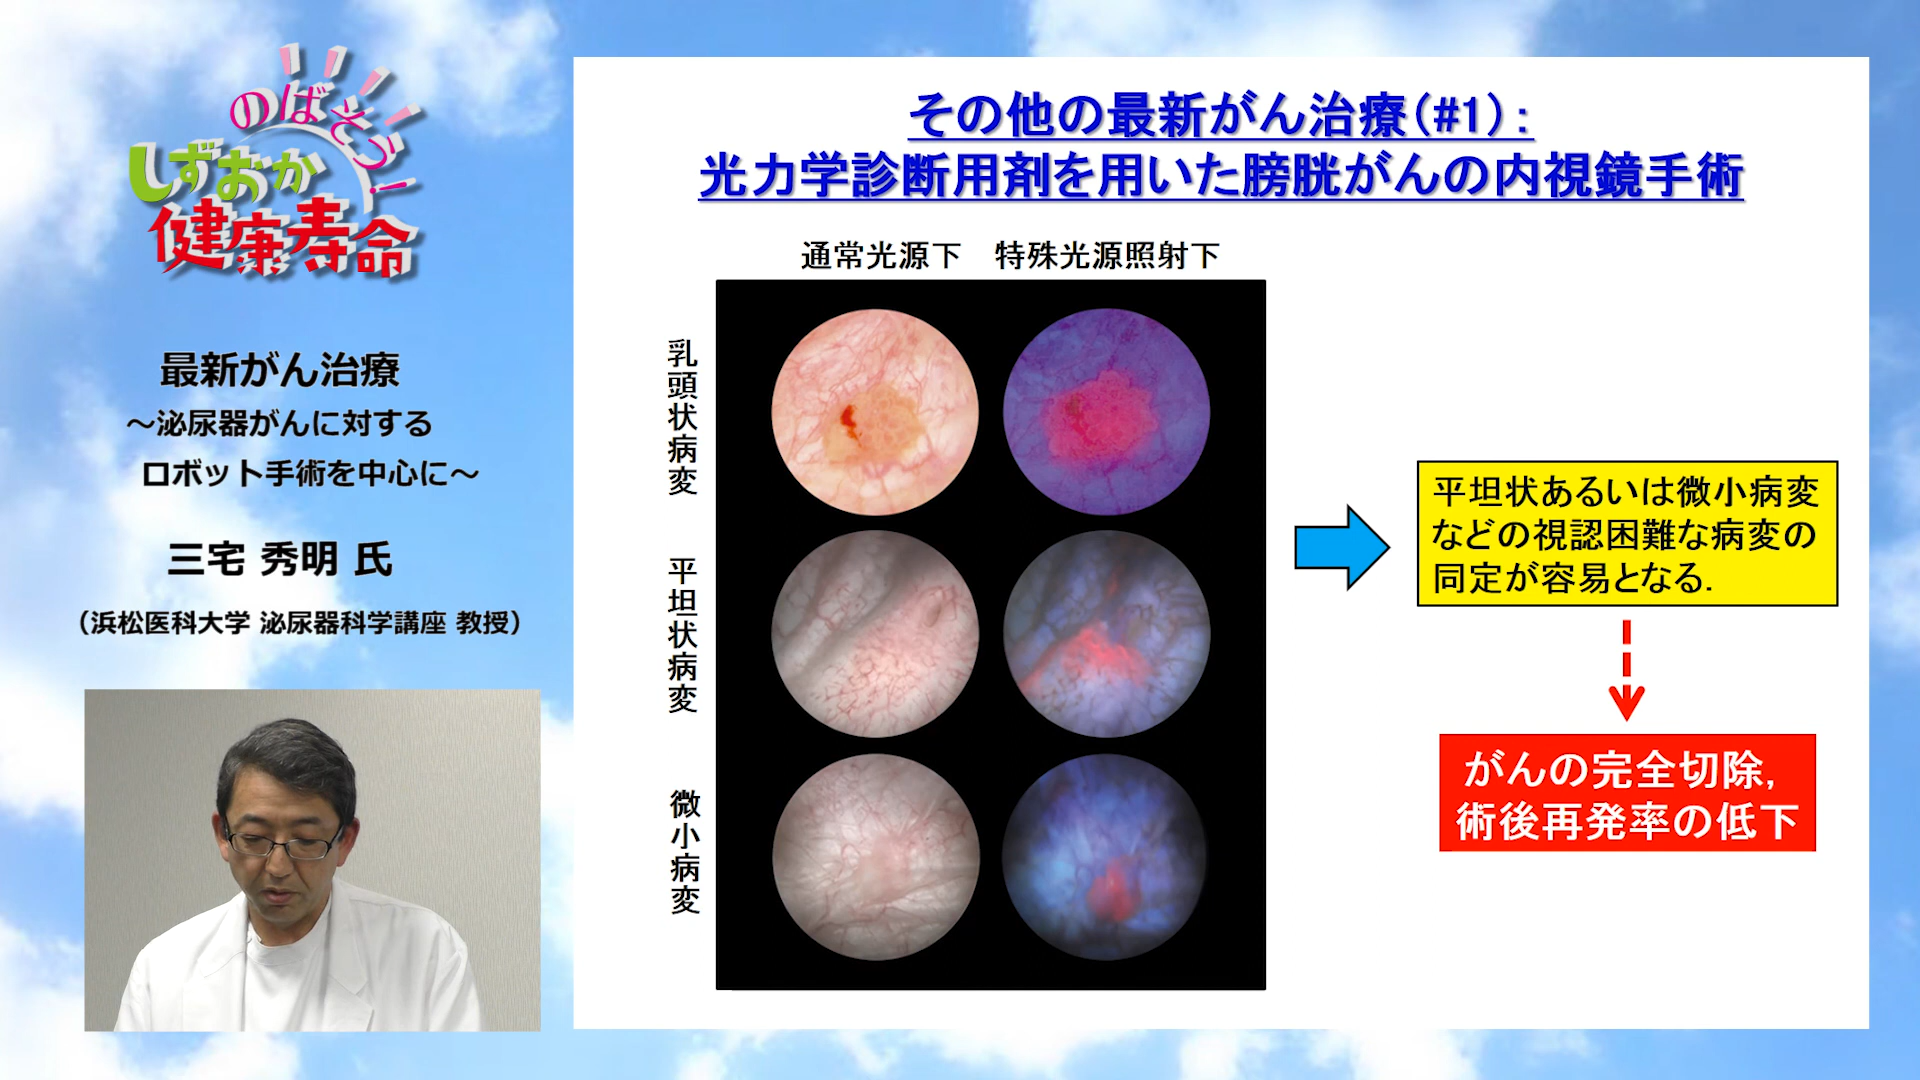 のばそう!
しずおか
健康寿命
最新がん治療
～泌尿器がんに対する
ロボット手術を中心に～
三宅 秀明 氏
（浜松医科大学 泌尿器科学講座 教授）
その他の最新がん治療（#1）：
光力学診断用剤を用いた膀胱がんの内視鏡手術
通常光源下 特殊光源照射下
乳頭状病変
平坦状病変
微小病変
平坦状あるいは微小病変
などの視認困難な病変の
同定が容易となる．
がんの完全切除，
術後再発率の低下